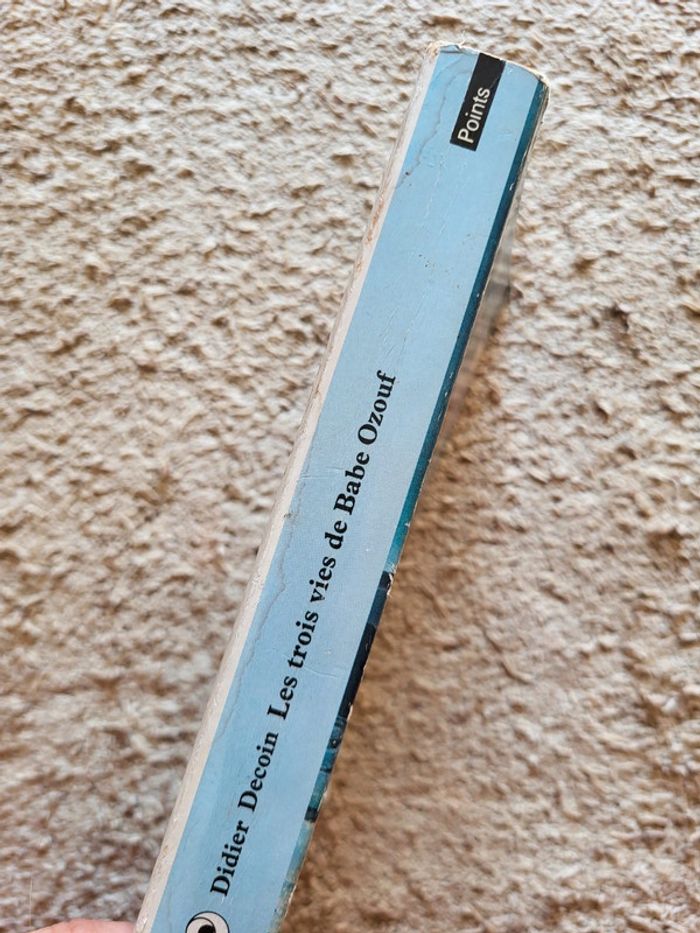 Points
Didier Decoin Les trois vies de Babe Ozouf